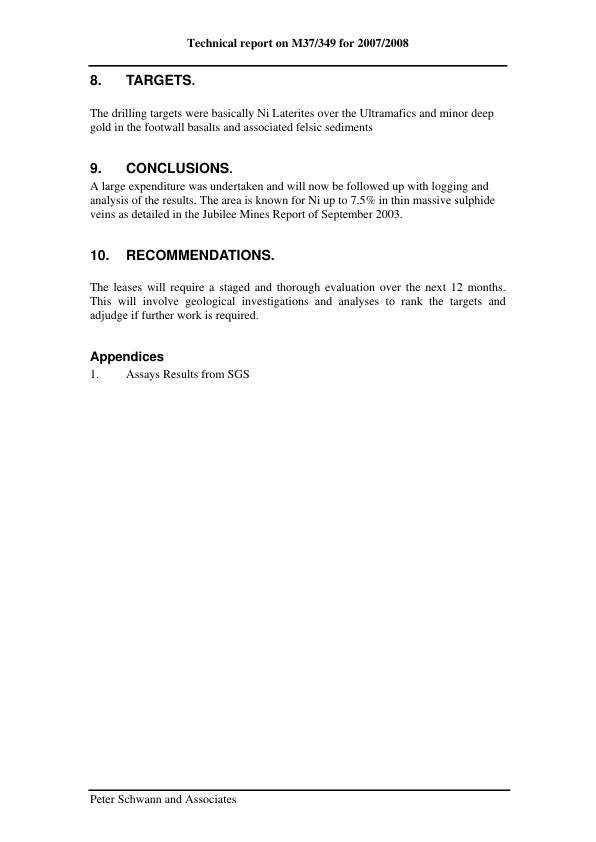 Technical report on M37/349 for 2007/2008
8. TARGETS.
The drilling targets were basically Ni Laterites over the Ultramafics and minor deep
gold in the footwall basalts and associated felsic sediments
9. CONCLUSIONS.
A large expenditure was undertaken and will now be followed up with logging and
analysis of the results. The area is known for Ni up to 7.5% in thin massive sulphide
veins as detailed in the Jubilee Mines Report of September 2003.
10. RECOMMENDATIONS.
The leases will require a staged and thorough evaluation over the next 12 months.
This will involve geological investigations and analyses to rank the targets and
adjudge if further work is required.
Appendices
1. Assays Results from SGS
Peter Schwann and Associates